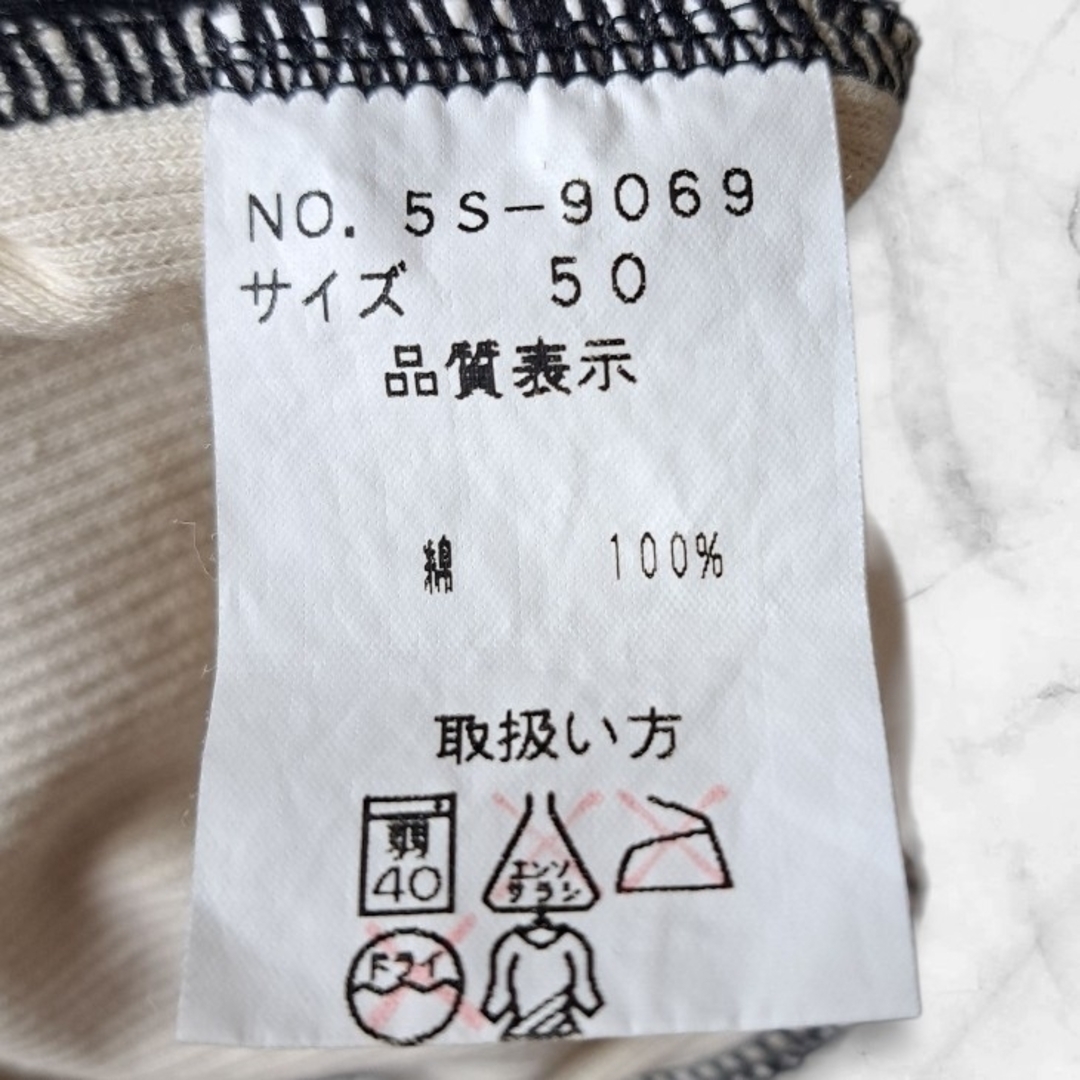 NO. 5S-9069
サイズ 50
品質表示
綿 100%
取扱い方
弱
40
エンソ
サラシ
ドライ